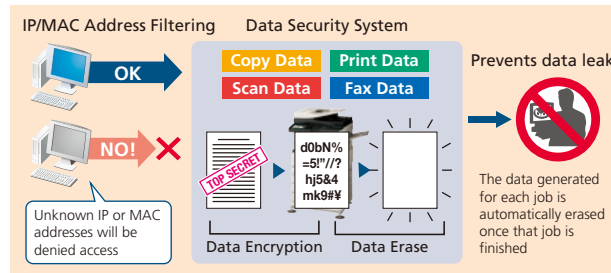 IP/MAC Address Filtering
Data Security System
OK
NO!
Unknown IP or MAC
addresses will be
denied access
Copy Data
Print Data
Scan Data
Fax Data
TOP SECRET
d0bN%
=5!"//?
hj5&4
mk9#¥
Data Encryption
Data Erase
Prevents data leak
The data generated
for each job is
automatically erased
once that job is
finished